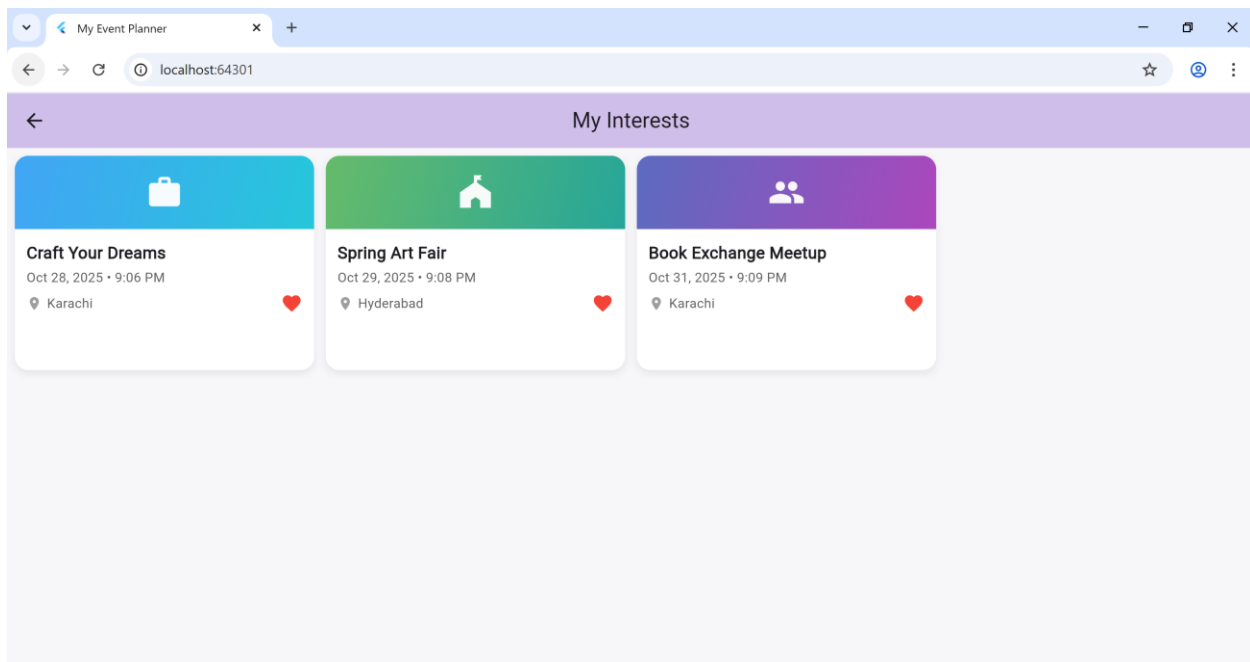 My Event Planner
localhost:64301
My Interests
Craft Your Dreams
Oct 28, 2025 • 9:06 PM
Karachi
Spring Art Fair
Oct 29, 2025 • 9:08 PM
Hyderabad
Book Exchange Meetup
Oct 31, 2025 • 9:09 PM
Karachi